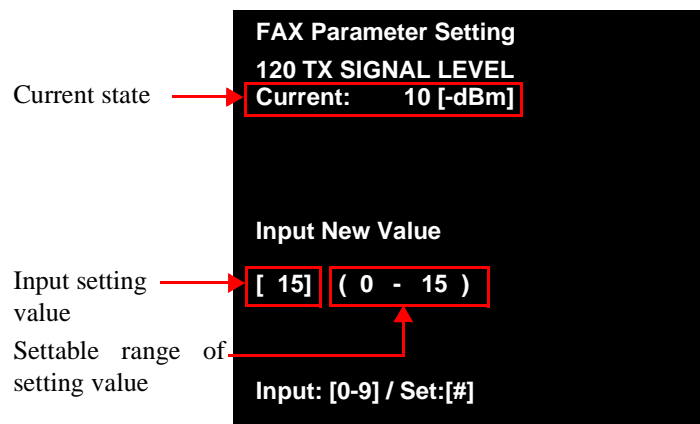 FAX Parameter Setting
120 TX SIGNAL LEVEL
Current state
Current: 10 [-dBm]
Input New Value
Input setting
value
[ 15] ( 0 - 15 )
Settable range of
setting value
Input: [0-9] / Set:[#]